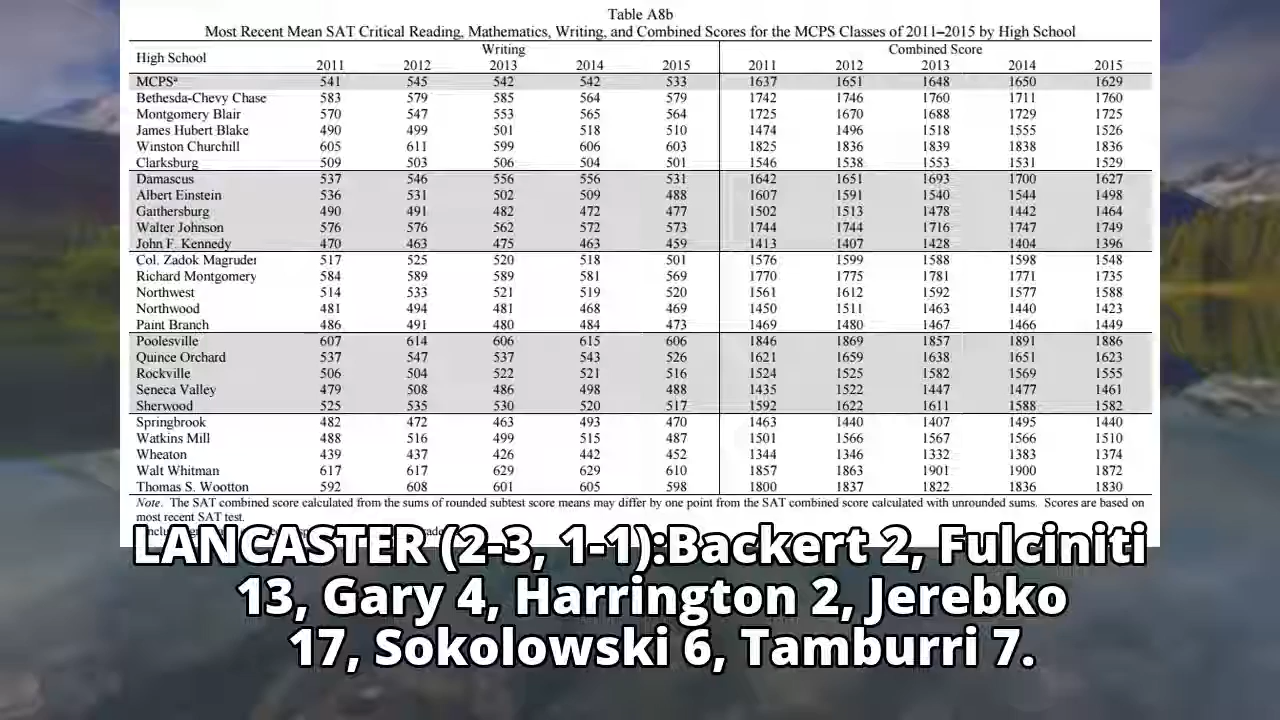 Table A8b
Most Recent Mean SAT Critical Reading, Mathematics, Writing, and Combined Scores for the MCPS Classes of 2011–2015 by High School
High School Writing Combined Score
2011 2012 2013 2014 2015 2011 2012 2013 2014 2015
MCPSᵃ 541 545 542 542 533 1637 1651 1648 1650 1629
Bethesda-Chevy Chase 583 579 585 564 579 1742 1746 1760 1711 1760
Montgomery Blair 570 547 553 565 564 1725 1670 1688 1729 1725
James Hubert Blake 490 499 501 518 510 1474 1496 1518 1555 1526
Winston Churchill 605 611 599 606 603 1825 1836 1839 1838 1836
Clarksburg 509 503 506 504 501 1546 1538 1553 1531 1529
Damascus 537 546 556 556 531 1642 1651 1693 1700 1627
Albert Einstein 536 531 502 509 488 1607 1591 1540 1544 1498
Gaithersburg 490 491 482 472 477 1502 1513 1478 1442 1464
Walter Johnson 576 576 562 572 573 1744 1744 1716 1747 1749
John F. Kennedy 470 463 475 463 459 1413 1407 1428 1404 1396
Col. Zadok Magruder 517 525 520 518 501 1576 1599 1588 1598 1548
Richard Montgomery 584 589 589 581 569 1770 1775 1781 1771 1735
Northwest 514 533 521 519 520 1561 1612 1592 1577 1588
Northwood 481 494 481 468 469 1450 1511 1463 1440 1423
Paint Branch 486 491 480 484 473 1469 1480 1467 1466 1449
Poolesville 607 614 606 615 606 1846 1869 1857 1891 1886
Quince Orchard 537 547 537 543 526 1621 1659 1638 1651 1623
Rockville 506 504 522 521 516 1524 1525 1582 1569 1555
Seneca Valley 479 508 486 498 488 1435 1522 1447 1477 1461
Sherwood 525 535 530 520 517 1592 1622 1611 1588 1582
Springbrook 482 472 463 493 470 1463 1440 1407 1495 1440
Watkins Mill 488 516 499 515 487 1501 1566 1567 1566 1510
Wheaton 439 437 426 442 452 1344 1346 1332 1383 1374
Walt Whitman 617 617 629 629 610 1857 1863 1901 1900 1872
Thomas S. Wootton 592 608 601 605 598 1800 1837 1822 1836 1830
Note. The SAT combined score calculated from the sums of rounded subtest score means may differ by one point from the SAT combined score calculated with unrounded sums. Scores are based on
most recent SAT test.
LANCASTER (2-3, 1-1):Backert 2, Fulciniti
13, Gary 4, Harrington 2, Jerebko
17, Sokolowski 6, Tamburri 7.